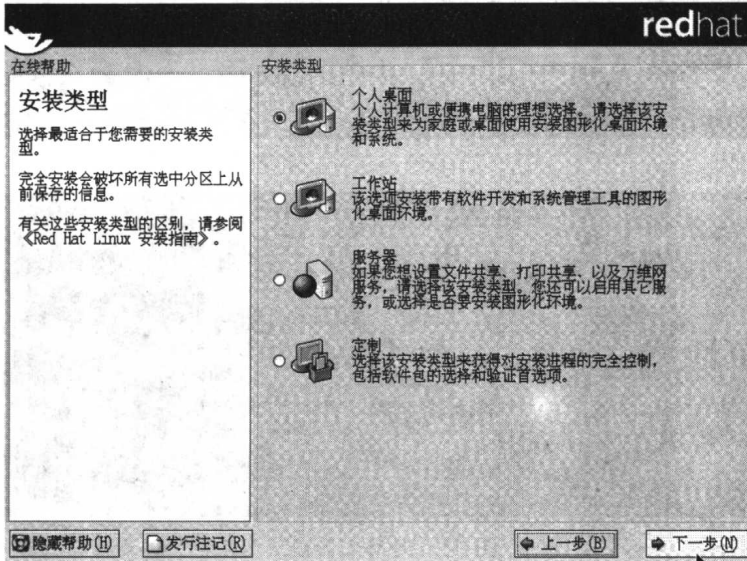 redhat
在线帮助
安装类型
选择最适合于您需要的安装类
型。
完全安装会破坏所有选中分区上从
前保存的信息。
有关这些安装类型的区别，请参阅
《Red Hat Linux 安装指南》。
安装类型
个人桌面
个人计算机或便携电脑的理想选择。请选择该安
装类型来为家庭或桌面使用安装图形化桌面环境
和系统。
工作站
该选项安装带有软件开发和系统管理工具的图形
化桌面环境。
服务器
如果您想设置文件共享、打印共享、以及万维网
服务，请选择该安装类型。您还可以启用其它服
务，或选择是否要安装图形化环境。
定制
选择该安装类型来获得对安装进程的完全控制，
包括软件包的选择和验证首选项。
隐藏帮助(H)
发行注记(R)
上一步(B)
下一步(N)